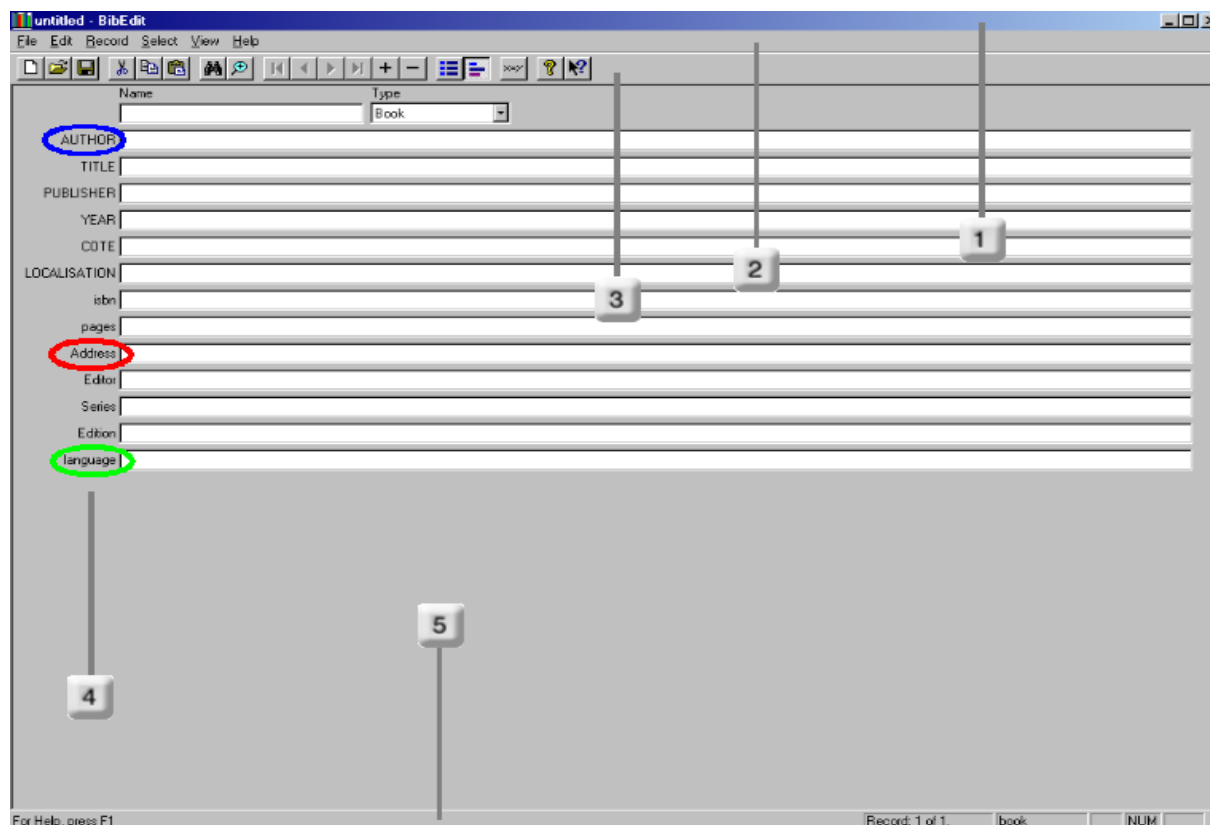 untitled - BibEdit
File Edit Record Select View Help
x=y ? ?
Name Type
Book
AUTHOR
TITLE
PUBLISHER
YEAR
COTE
1
LOCALISATION
2
isbn
3
pages
Address
Editor
Series
Edition
language
5
4
For Help, press F1 Record: 1 of 1. book NUM